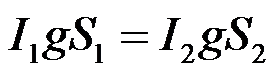 I₁gS₁ = I₂gS₂